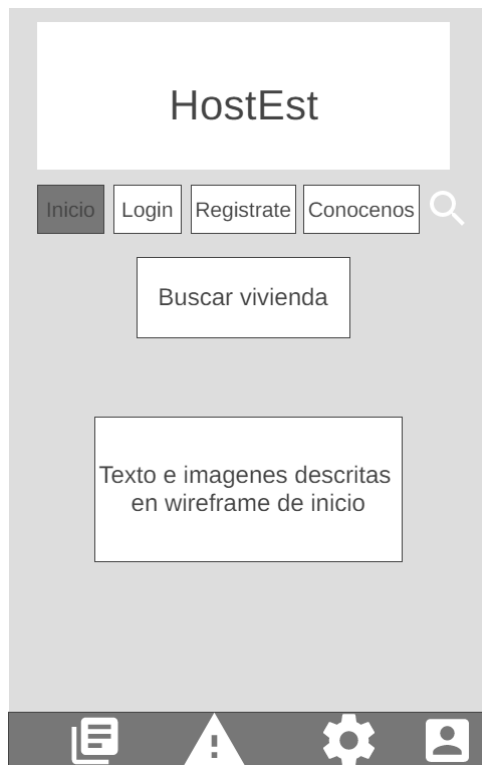 HostEst
Inicio
Login
Registrate
Conocenos
Buscar vivienda
Texto e imagenes descritas
en wireframe de inicio